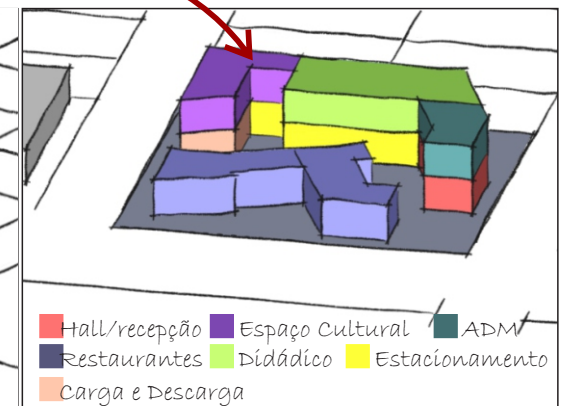 Hall/recepção Espaço Cultural ADM
Restaurantes Didádico Estacionamento
Carga e Descarga